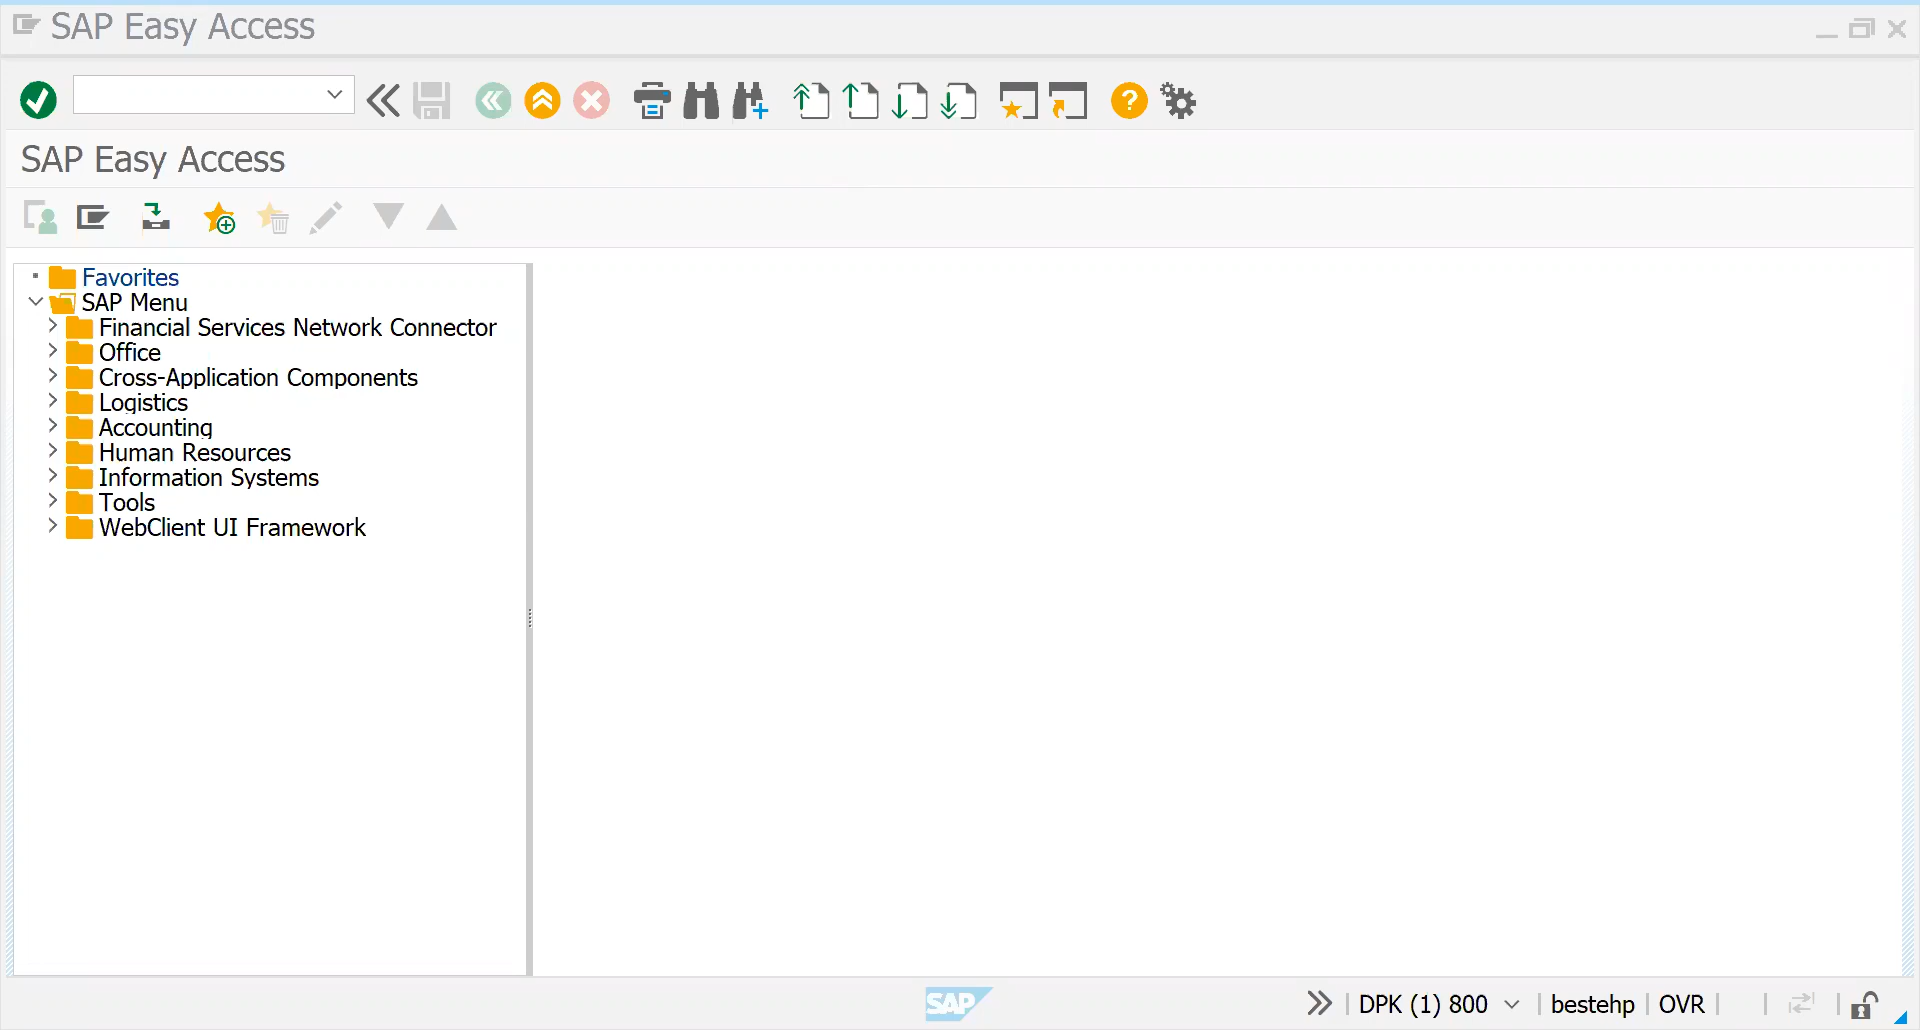 SAP Easy Access
SAP Easy Access
Favorites
SAP Menu
Financial Services Network Connector
Office
Cross-Application Components
Logistics
Accounting
Human Resources
Information Systems
Tools
WebClient UI Framework
SAP
DPK (1) 800
bestehp
OVR